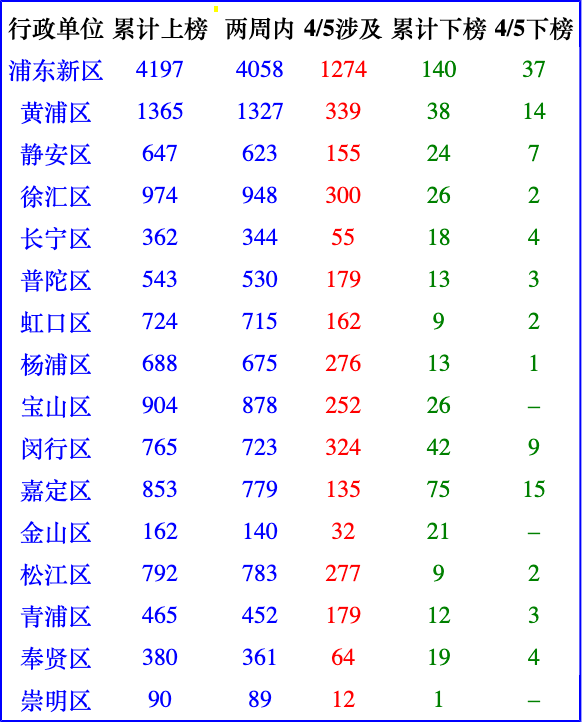 行政单位 累计上榜 两周内 4/5涉及 累计下榜 4/5下榜
浦东新区 4197 4058 1274 140 37
黄浦区 1365 1327 339 38 14
静安区 647 623 155 24 7
徐汇区 974 948 300 26 2
长宁区 362 344 55 18 4
普陀区 543 530 179 13 3
虹口区 724 715 162 9 2
杨浦区 688 675 276 13 1
宝山区 904 878 252 26 –
闵行区 765 723 324 42 9
嘉定区 853 779 135 75 15
金山区 162 140 32 21 –
松江区 792 783 277 9 2
青浦区 465 452 179 12 3
奉贤区 380 361 64 19 4
崇明区 90 89 12 1 –